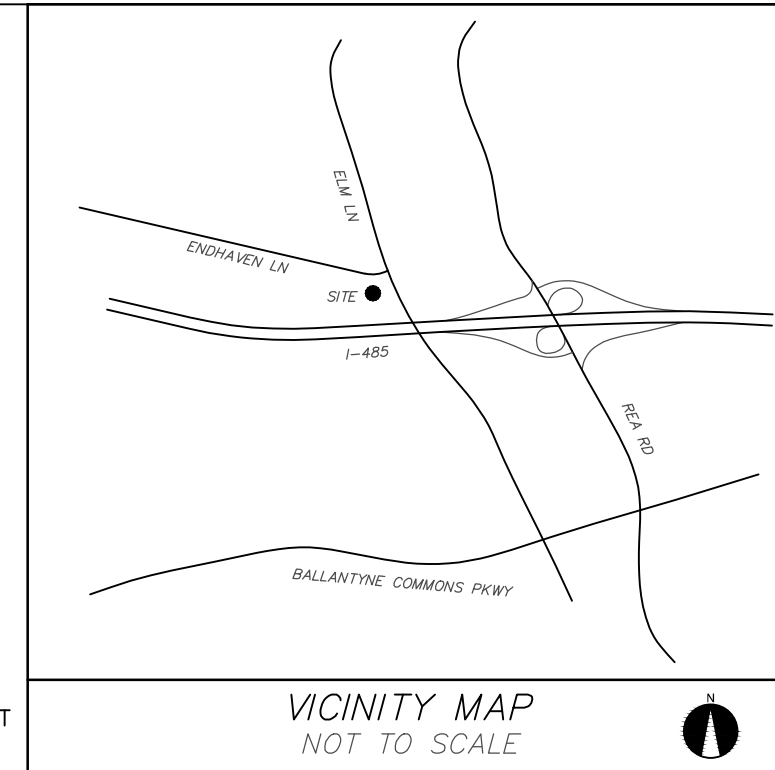 ELM LN
ENDHAVEN LN
SITE
I-485
REA RD
BALLANTYNE COMMONS PKWY
T
VICINITY MAP
NOT TO SCALE
N